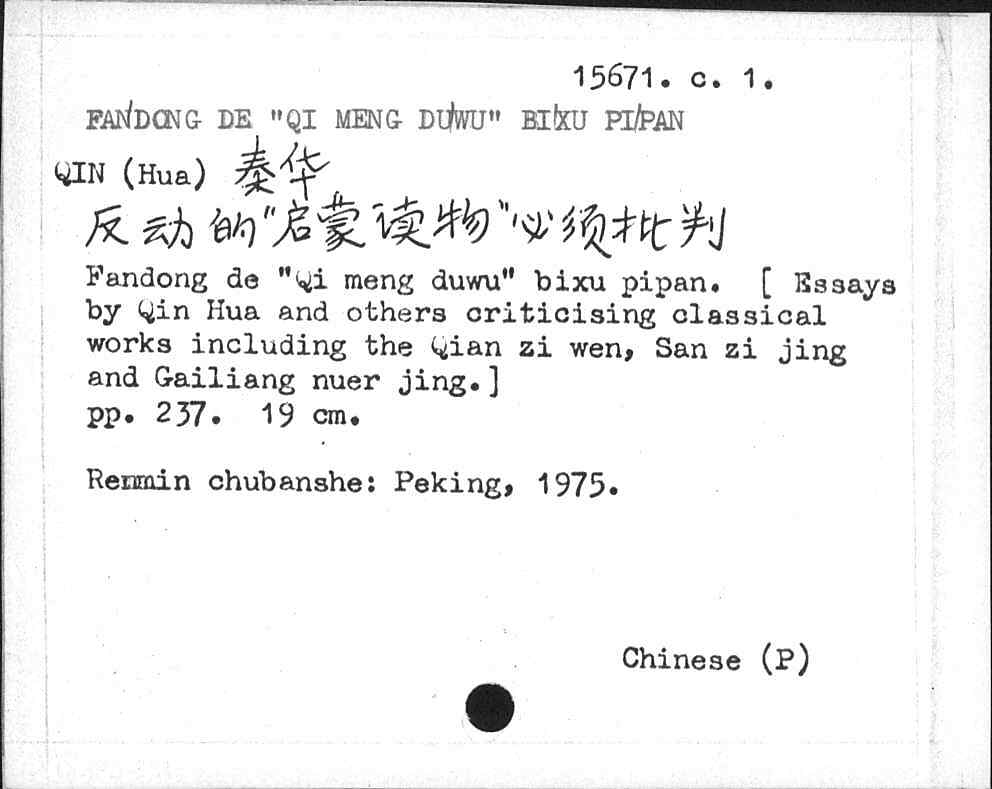 15671. c. 1.
FAN/DONG DE "QI MENG DU/WU" BI/XU PI/PAN
QIN (Hua) 秦华
反动的"启蒙读物"必须批判
Fandong de "Qi meng duwu" bixu pipan. [ Essays
by Qin Hua and others criticising classical
works including the Qian zi wen, San zi jing
and Gailiang nuer jing.]
pp. 237. 19 cm.
Renmin chubanshe: Peking, 1975.
Chinese (P)